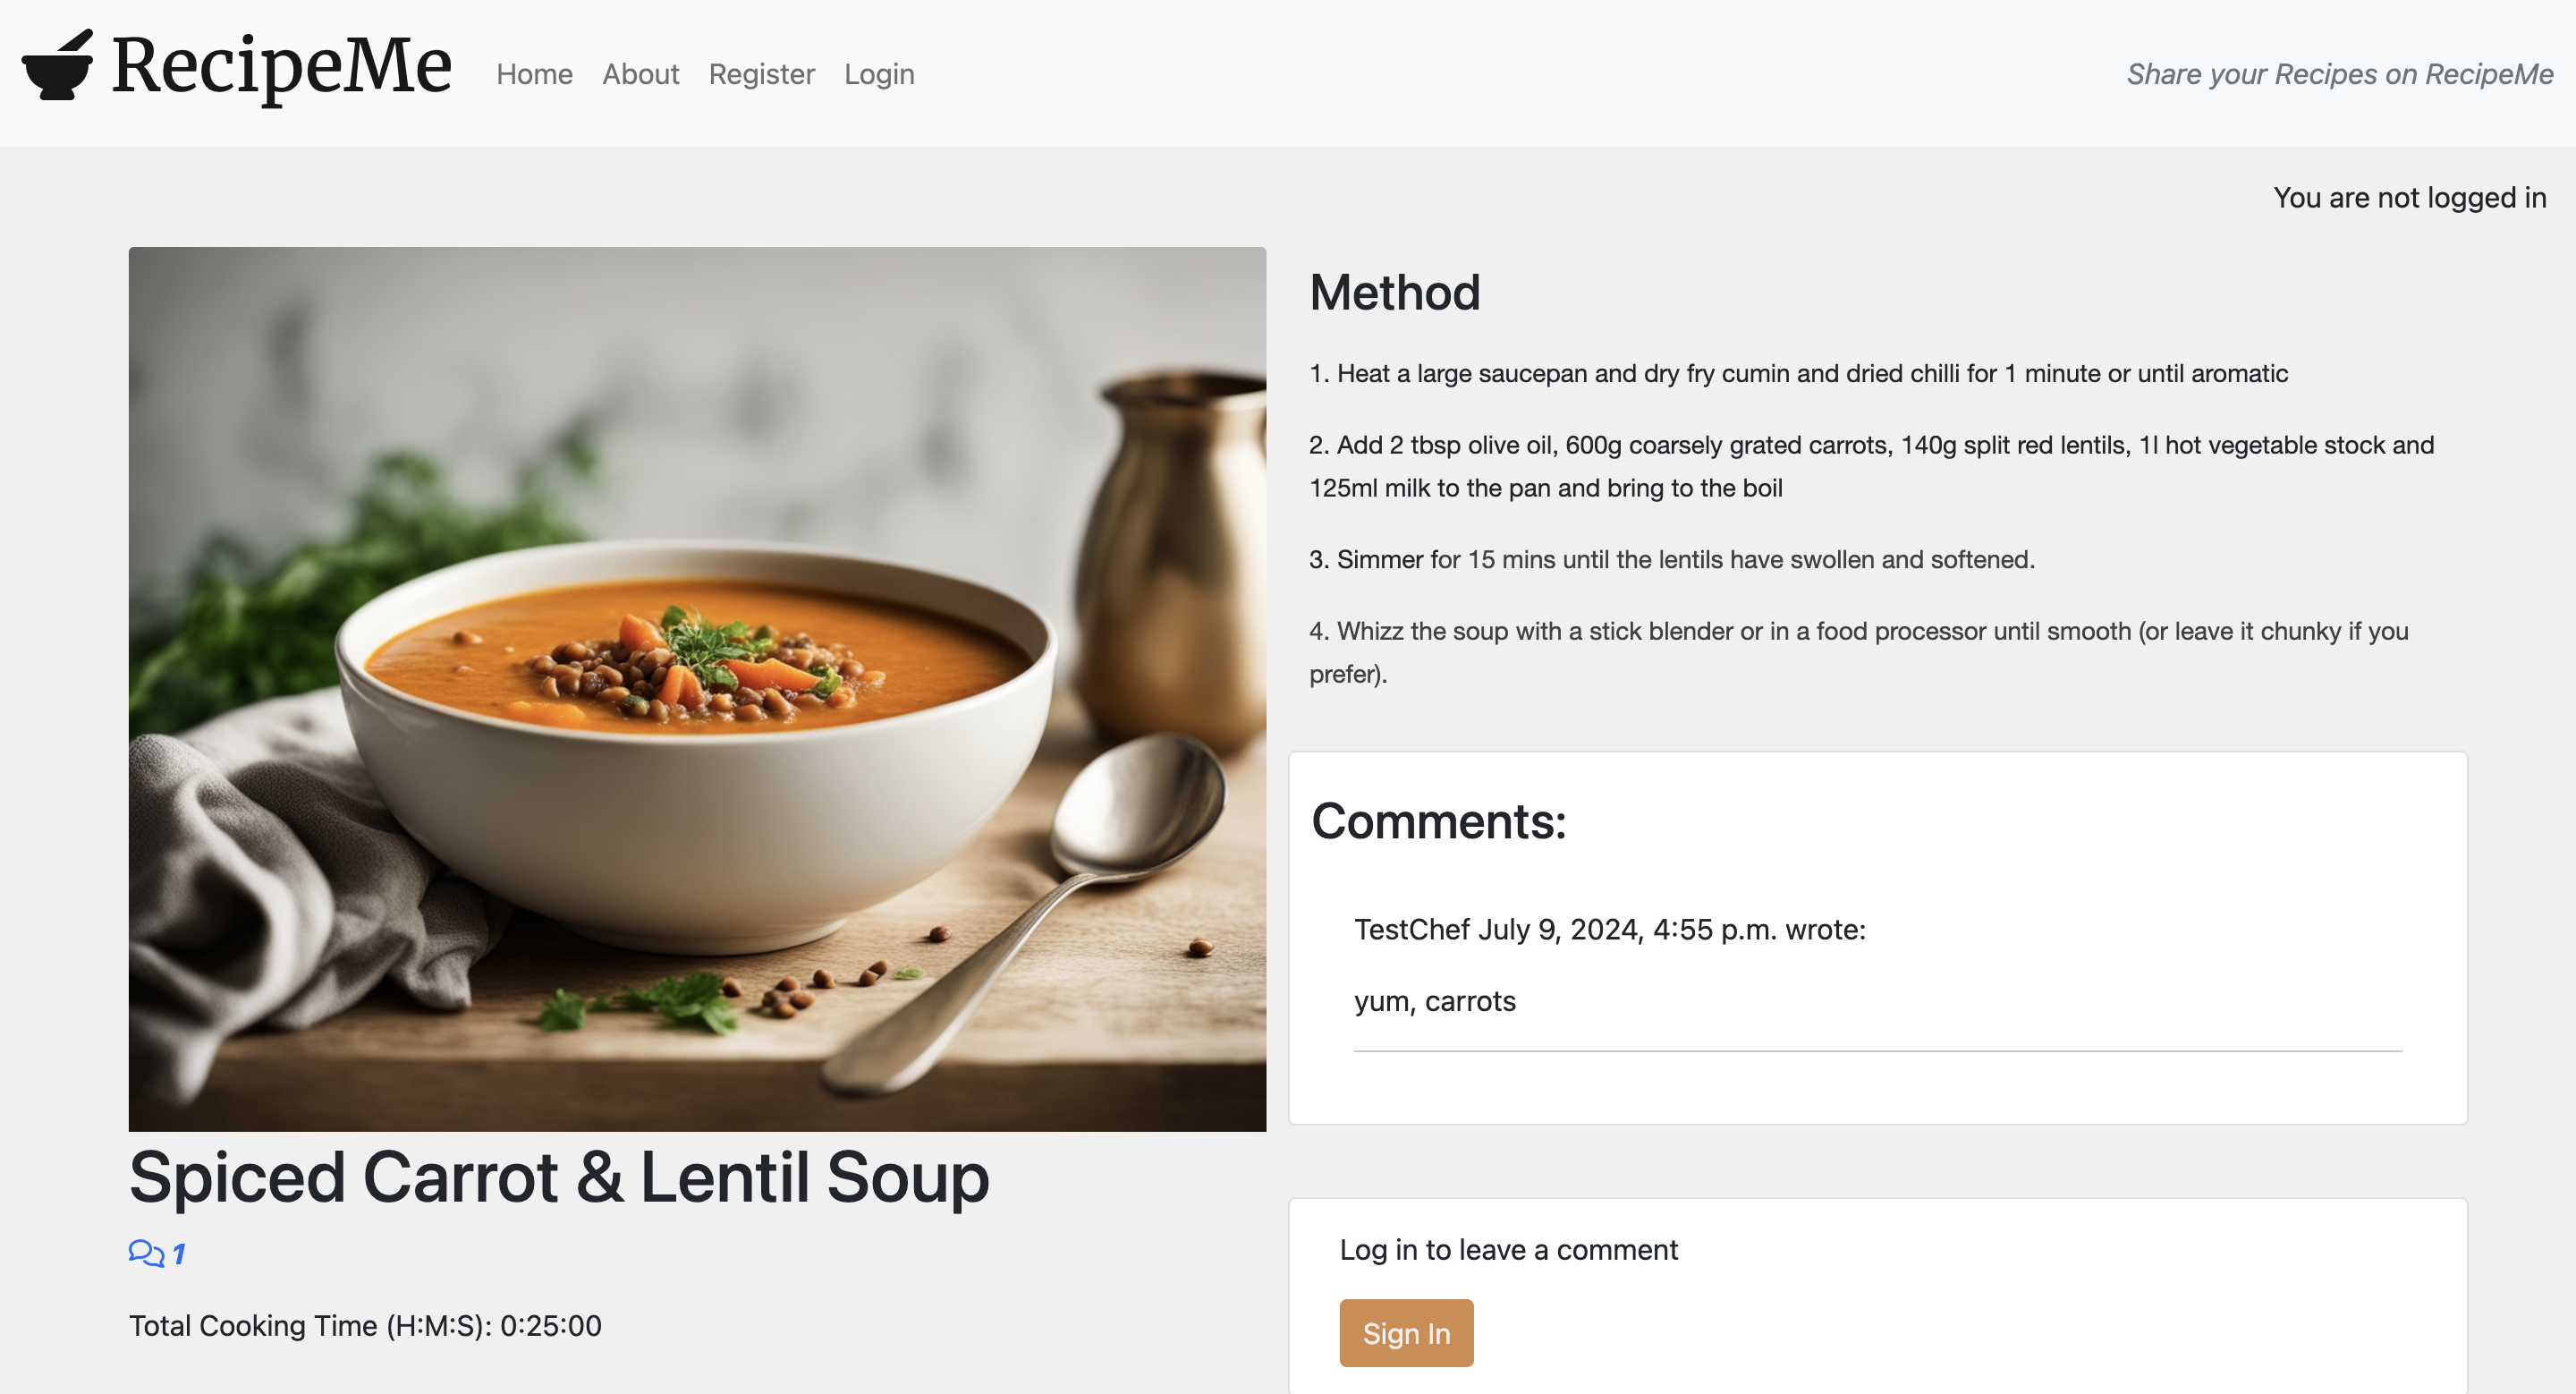 RecipeMe
Home About Register Login
Share your Recipes on RecipeMe
You are not logged in
Method
1. Heat a large saucepan and dry fry cumin and dried chilli for 1 minute or until aromatic
2. Add 2 tbsp olive oil, 600g coarsely grated carrots, 140g split red lentils, 1l hot vegetable stock and
125ml milk to the pan and bring to the boil
3. Simmer for 15 mins until the lentils have swollen and softened.
4. Whizz the soup with a stick blender or in a food processor until smooth (or leave it chunky if you
prefer).
Comments:
TestChef July 9, 2024, 4:55 p.m. wrote:
yum, carrots
Spiced Carrot & Lentil Soup
1
Total Cooking Time (H:M:S): 0:25:00
Log in to leave a comment
Sign In